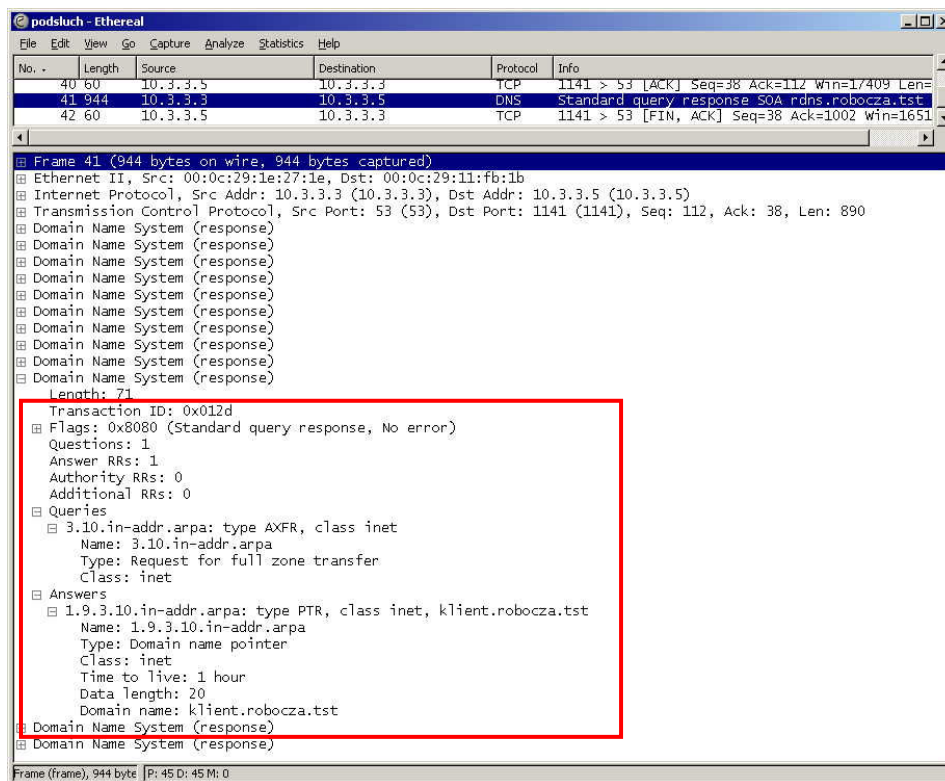 podsluch - Ethereal
File Edit View Go Capture Analyze Statistics Help
No. . Length Source Destination Protocol Info
40 60 10.3.3.5 10.3.3.3 TCP 1141 > 53 [ACK] Seq=38 Ack=112 Win=17409 Len=
41 944 10.3.3.3 10.3.3.5 DNS Standard query response SOA rdns.robocza.tst
42 60 10.3.3.5 10.3.3.3 TCP 1141 > 53 [FIN, ACK] Seq=38 Ack=1002 Win=1651
Frame 41 (944 bytes on wire, 944 bytes captured)
Ethernet II, Src: 00:0c:29:1e:27:1e, Dst: 00:0c:29:11:fb:1b
Internet Protocol, Src Addr: 10.3.3.3 (10.3.3.3), Dst Addr: 10.3.3.5 (10.3.3.5)
Transmission Control Protocol, Src Port: 53 (53), Dst Port: 1141 (1141), Seq: 112, Ack: 38, Len: 890
Domain Name System (response)
Domain Name System (response)
Domain Name System (response)
Domain Name System (response)
Domain Name System (response)
Domain Name System (response)
Domain Name System (response)
Domain Name System (response)
Domain Name System (response)
Domain Name System (response)
Length: 71
Transaction ID: 0x012d
Flags: 0x8080 (Standard query response, No error)
Questions: 1
Answer RRs: 1
Authority RRs: 0
Additional RRs: 0
Queries
3.10.in-addr.arpa: type AXFR, class inet
Name: 3.10.in-addr.arpa
Type: Request for full zone transfer
Class: inet
Answers
1.9.3.10.in-addr.arpa: type PTR, class inet, klient.robocza.tst
Name: 1.9.3.10.in-addr.arpa
Type: Domain name pointer
Class: inet
Time to live: 1 hour
Data length: 20
Domain name: klient.robocza.tst
Domain Name System (response)
Domain Name System (response)
Frame (frame), 944 byte P: 45 D: 45 M: 0